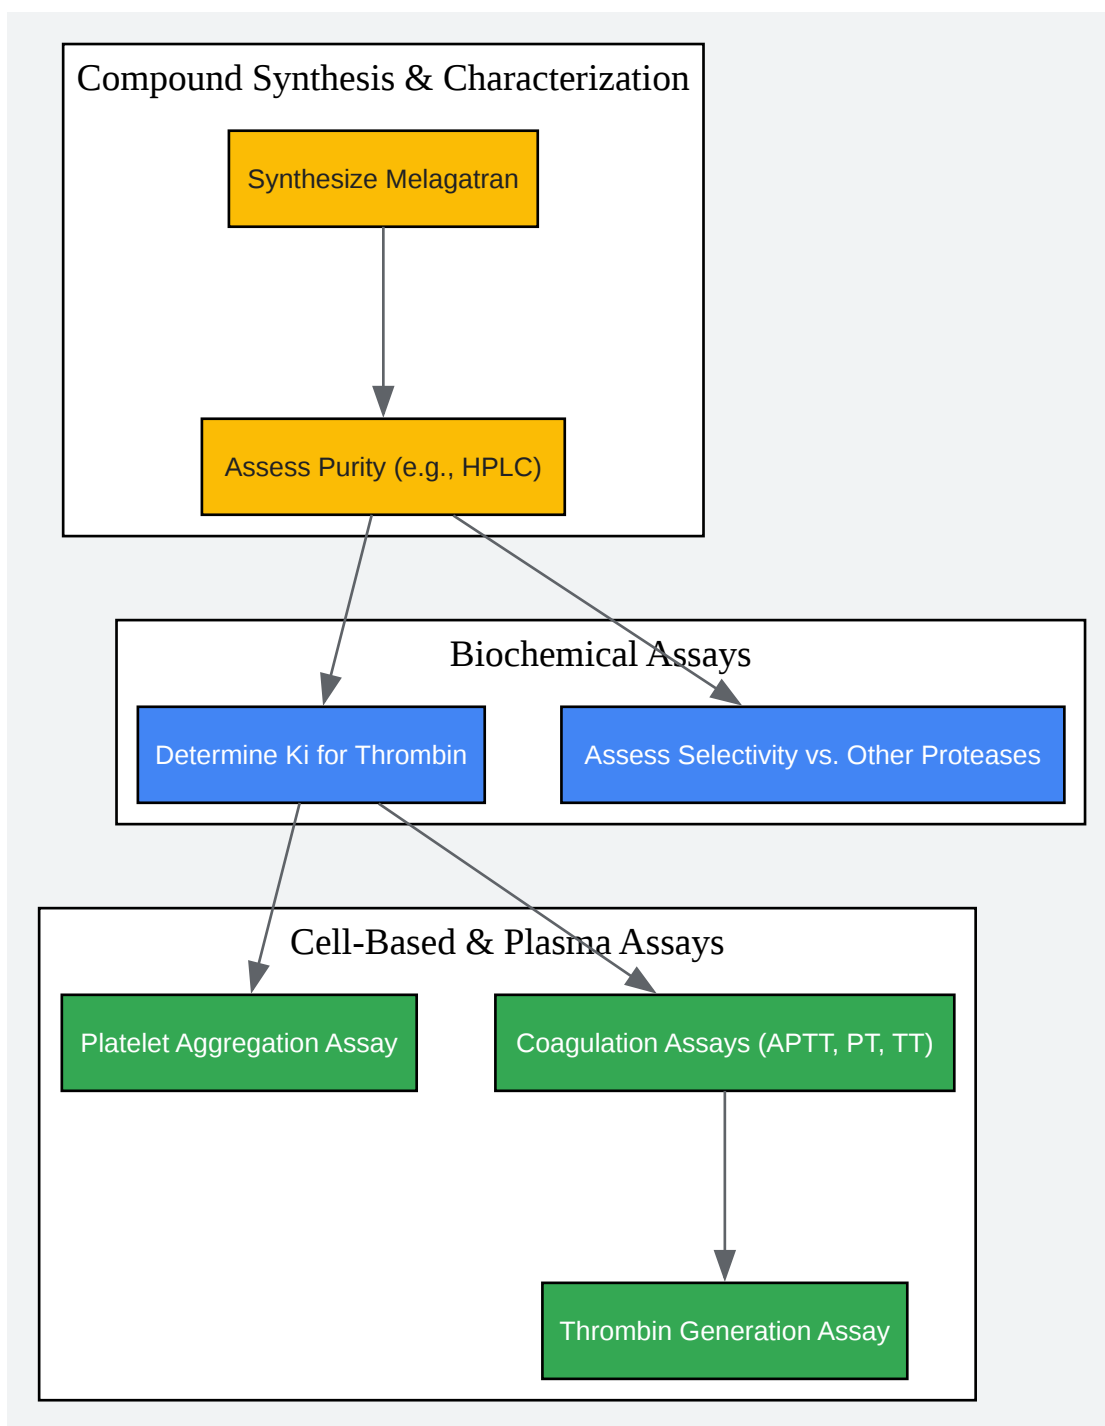 Compound Synthesis & Characterization
Synthesize Melagatran
Assess Purity (e.g., HPLC)
Biochemical Assays
Determine Ki for Thrombin
Assess Selectivity vs. Other Proteases
Cell-Based & Plasma Assays
Platelet Aggregation Assay
Coagulation Assays (APTT, PT, TT)
Thrombin Generation Assay